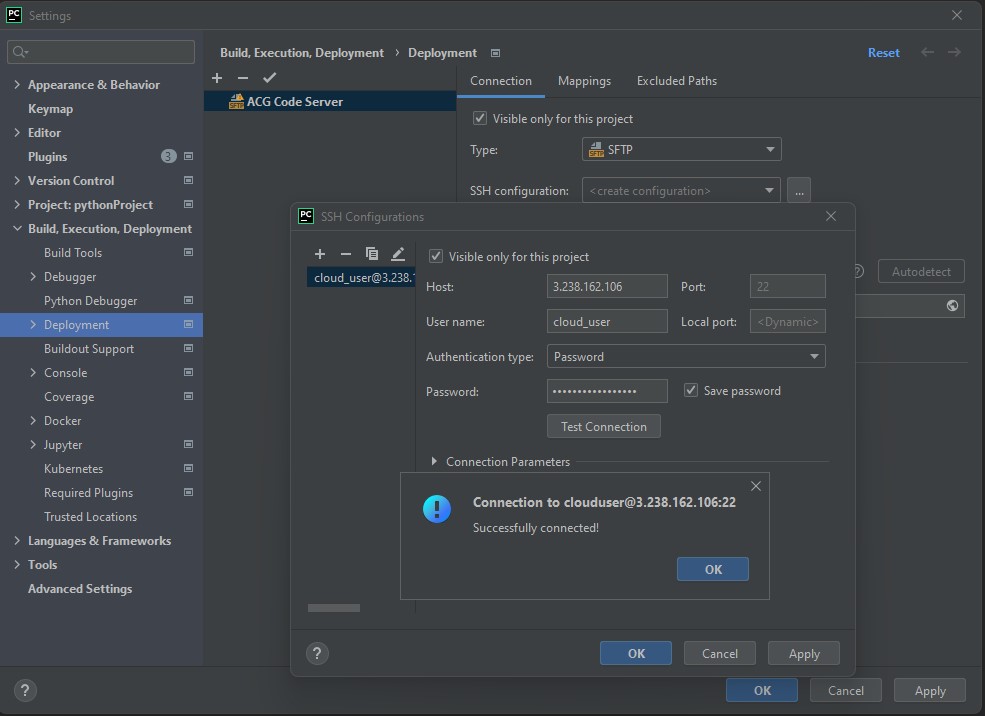 PC Settings
Build, Execution, Deployment › Deployment
Reset
Appearance & Behavior
Keymap
Editor
Plugins 3
Version Control
Project: pythonProject
Build, Execution, Deployment
Build Tools
Debugger
Python Debugger
Deployment
Buildout Support
Console
Coverage
Docker
Jupyter
Kubernetes
Required Plugins
Trusted Locations
Languages & Frameworks
Tools
Advanced Settings
SFTP ACG Code Server
Connection Mappings Excluded Paths
Visible only for this project
Type: SFTP SFTP
SSH configuration: <create configuration> ...
? Autodetect
PC SSH Configurations
cloud_user@3.238.1
Visible only for this project
Host: 3.238.162.106 Port: 22
User name: cloud_user Local port: <Dynamic>
Authentication type: Password
Password: ••••••••••••••••• Save password
Test Connection
Connection Parameters
Connection to clouduser@3.238.162.106:22
Successfully connected!
OK
? OK Cancel Apply
? OK Cancel Apply